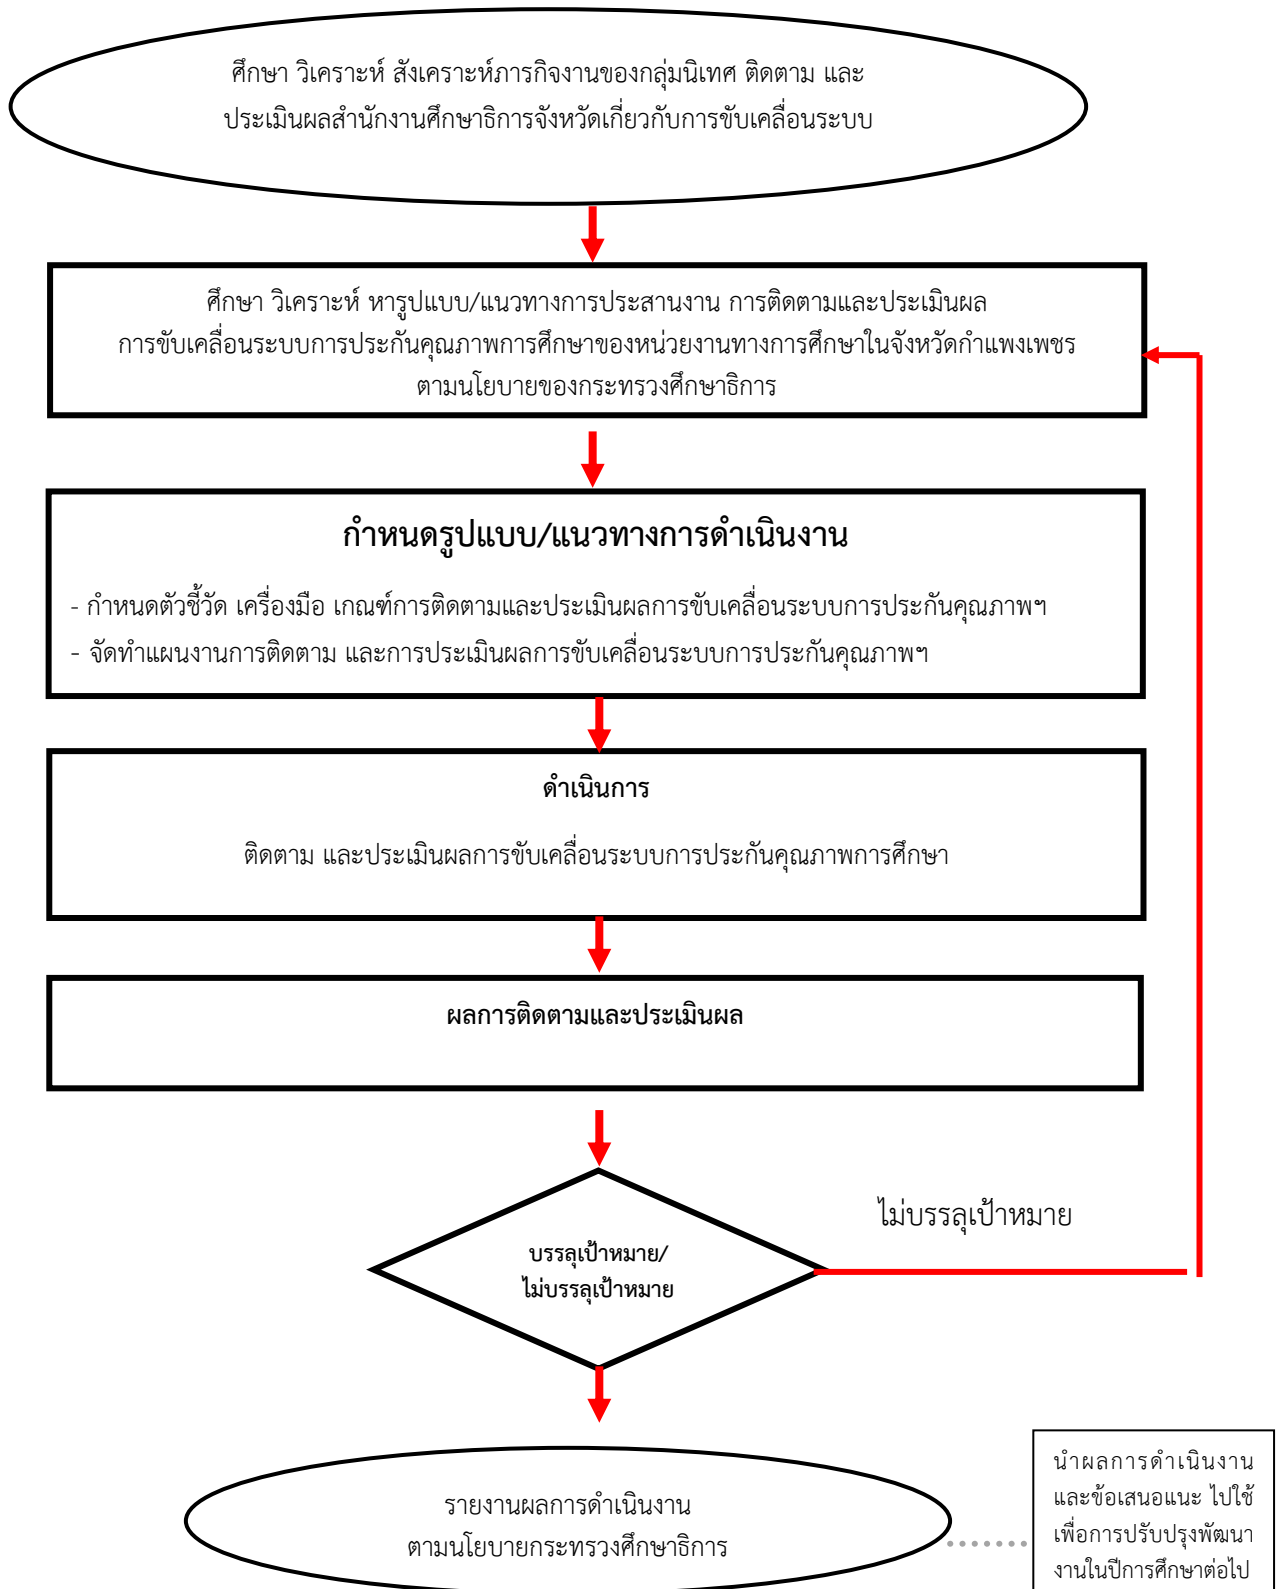 ศึกษา วิเคราะห์ สังเคราะห์ภารกิจงานของกลุ่มนิเทศ ติดตาม และ
ประเมินผลสำนักงานศึกษาธิการจังหวัดเกี่ยวกับการขับเคลื่อนระบบ
ศึกษา วิเคราะห์ หารูปแบบ/แนวทางการประสานงาน การติดตามและประเมินผล
การขับเคลื่อนระบบการประกันคุณภาพการศึกษาของหน่วยงานทางการศึกษาในจังหวัดกำแพงเพชร
ตามนโยบายของกระทรวงศึกษาธิการ
กำหนดรูปแบบ/แนวทางการดำเนินงาน
- กำหนดตัวชี้วัด เครื่องมือ เกณฑ์การติดตามและประเมินผลการขับเคลื่อนระบบการประกันคุณภาพฯ
- จัดทำแผนงานการติดตาม และการประเมินผลการขับเคลื่อนระบบการประกันคุณภาพฯ
ดำเนินการ
ติดตาม และประเมินผลการขับเคลื่อนระบบการประกันคุณภาพการศึกษา
ผลการติดตามและประเมินผล
ไม่บรรลุเป้าหมาย
บรรลุเป้าหมาย/
ไม่บรรลุเป้าหมาย
รายงานผลการดำเนินงาน
ตามนโยบายกระทรวงศึกษาธิการ
นำผลการดำเนินงาน
และข้อเสนอแนะ ไปใช้
เพื่อการปรับปรุงพัฒนา
งานในปีการศึกษาต่อไป